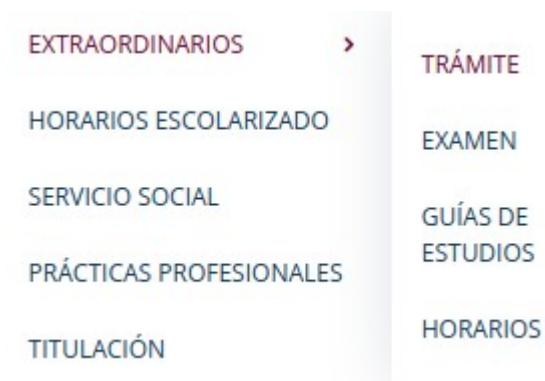 EXTRAORDINARIOS >
HORARIOS ESCOLARIZADO
SERVICIO SOCIAL
PRÁCTICAS PROFESIONALES
TITULACIÓN
TRÁMITE
EXAMEN
GUÍAS DE
ESTUDIOS
HORARIOS